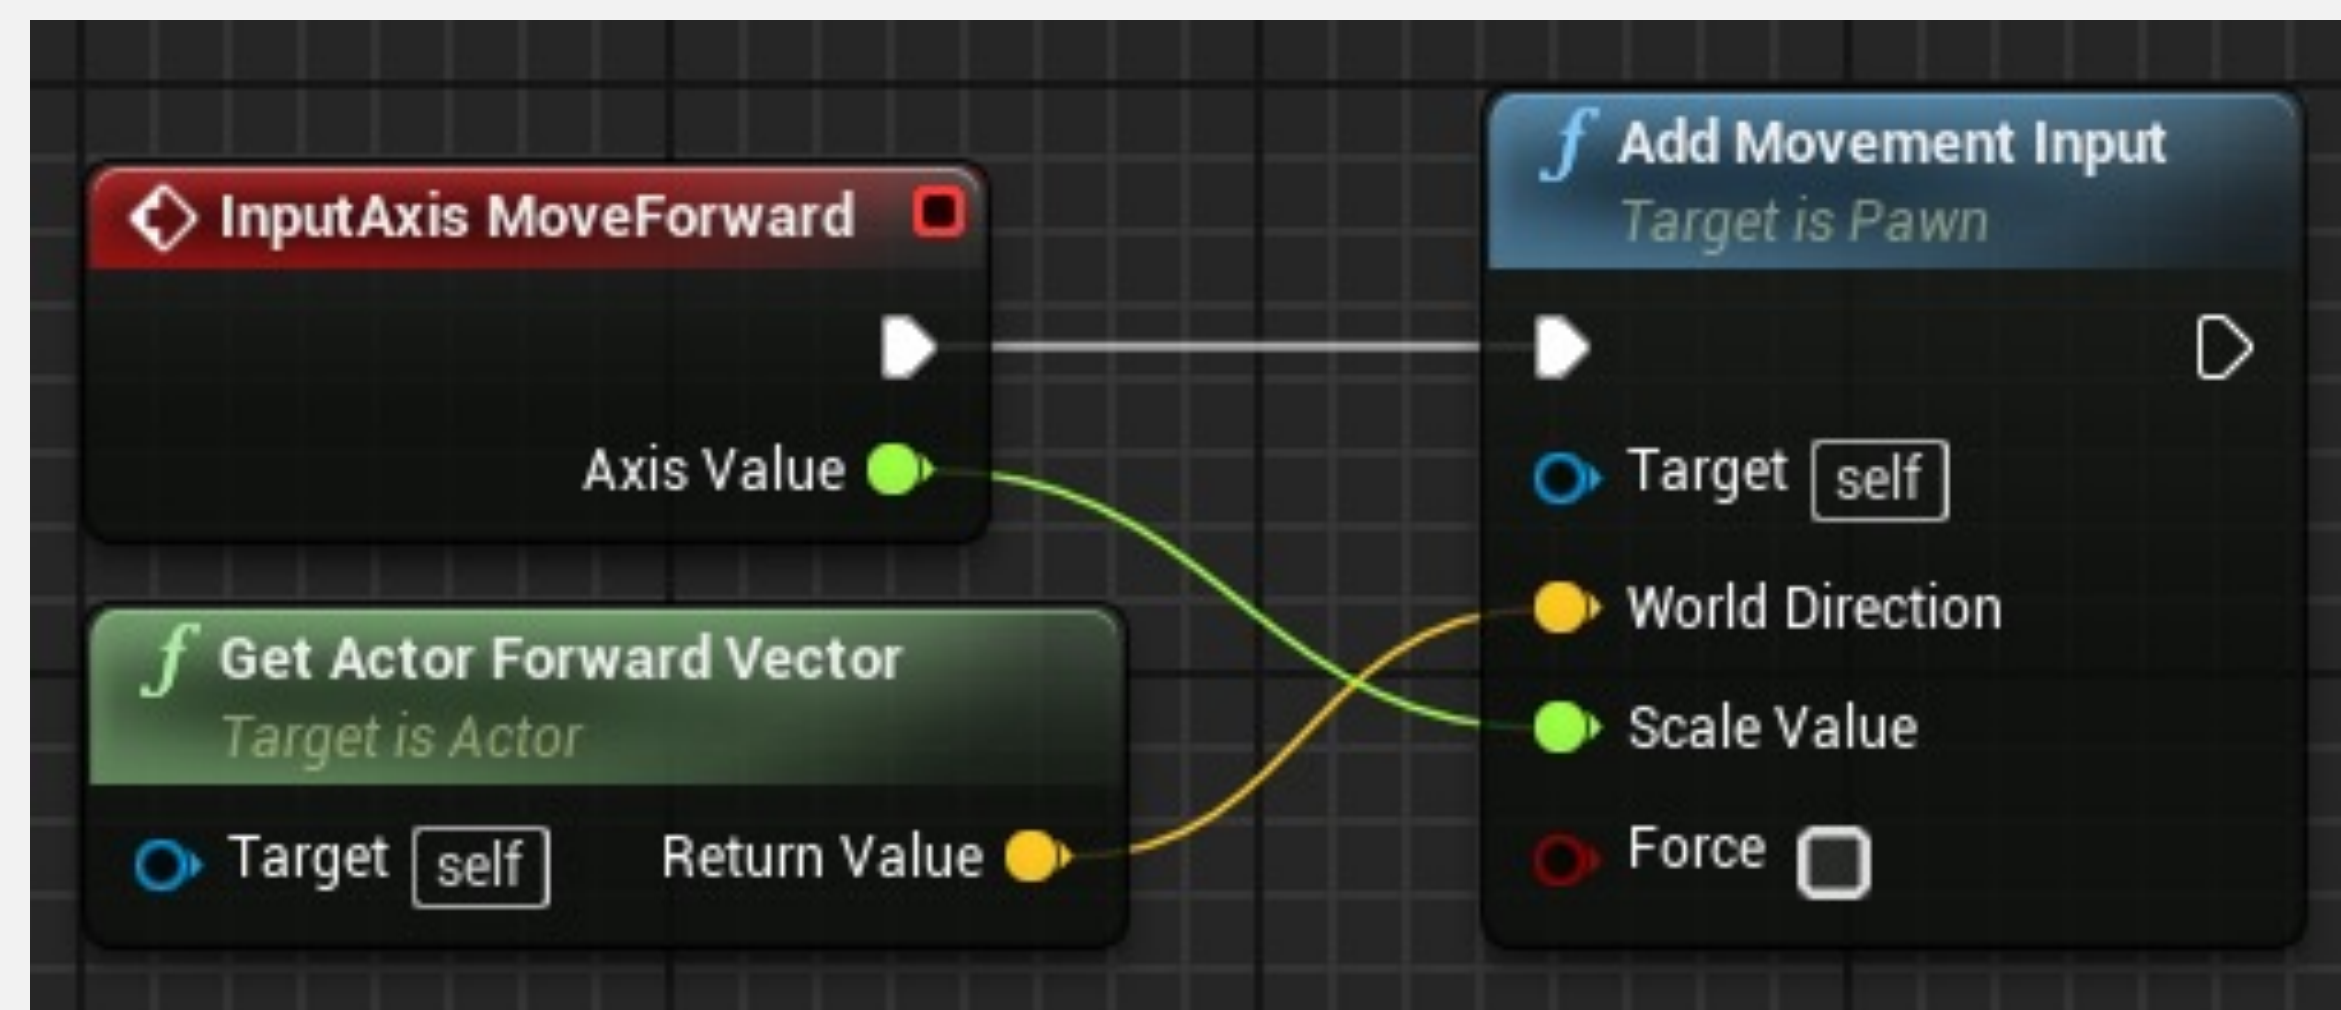 InputAxis MoveForward
Axis Value
Get Actor Forward Vector
Target is Actor
Target self Return Value
Add Movement Input
Target is Pawn
Target self
World Direction
Scale Value
Force